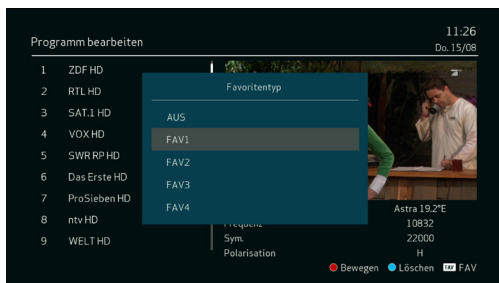 11:26
Programm bearbeiten
Do. 15/08
1 ZDF HD
2 RTL HD
3 SAT.1 HD
4 VOX HD
5 SWR RP HD
6 Das Erste HD
7 ProSieben HD
8 ntv HD
9 WELT HD
Favoritentyp
AUS
FAV1
FAV2
FAV3
FAV4
Astra 19.2°E
Frequenz 10832
Sym. 22000
Polarisation H
Bewegen Löschen FAV FAV